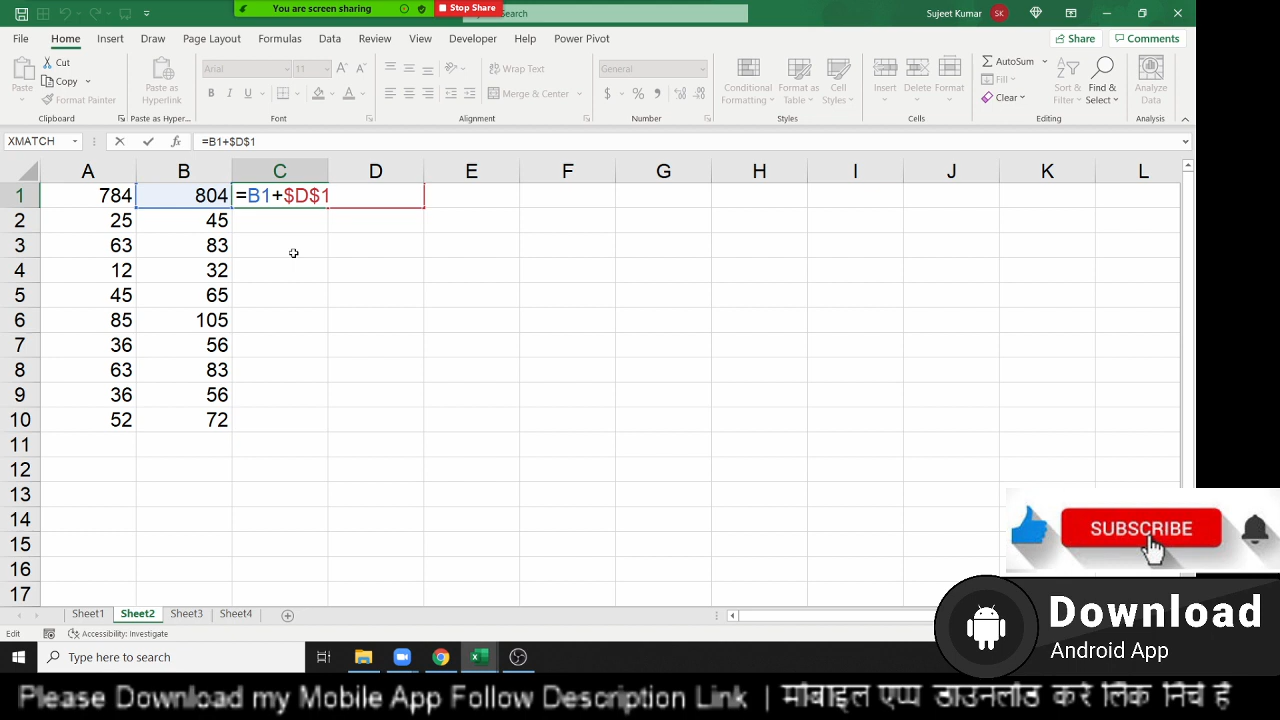 You are screen sharing
Stop Share
Search
Sujeet Kumar
SK
File Home Insert Draw Page Layout Formulas Data Review View Developer Help Power Pivot
Share
Comments
Paste
Cut
Copy
Format Painter
Clipboard
Paste as Hyperlink
Paste as Hyper...
Arial
11
B I U
Font
Wrap Text
Merge & Center
Alignment
General
$ % ,
Number
Conditional Formatting
Format as Table
Cell Styles
Styles
Insert
Delete
Format
Cells
AutoSum
Fill
Clear
Sort & Filter
Find & Select
Editing
Analyze Data
Analysis
XMATCH
fx
=B1+$D$1
A B C D E F G H I J K L
1 784 804 =B1+$D$1
2 25 45
3 63 83
4 12 32
5 45 65
6 85 105
7 36 56
8 63 83
9 36 56
10 52 72
11
12
13
14
15
16
17
SUBSCRIBE
Download
Android App
Sheet1 Sheet2 Sheet3 Sheet4
Edit
Accessibility: Investigate
Type here to search
Please Download my Mobile App Follow Description Link | मोबाइल एप्प डाउनलोड करे लिंक निचे है